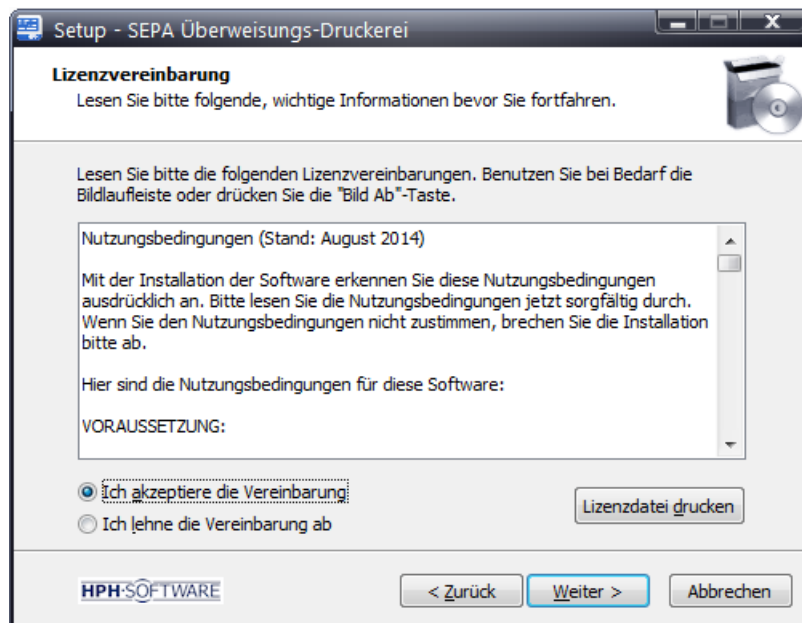 Setup - SEPA Überweisungs-Druckerei
Lizenzvereinbarung
Lesen Sie bitte folgende, wichtige Informationen bevor Sie fortfahren.
Lesen Sie bitte die folgenden Lizenzvereinbarungen. Benutzen Sie bei Bedarf die
Bildlaufleiste oder drücken Sie die "Bild Ab"-Taste.
Nutzungsbedingungen (Stand: August 2014)
Mit der Installation der Software erkennen Sie diese Nutzungsbedingungen
ausdrücklich an. Bitte lesen Sie die Nutzungsbedingungen jetzt sorgfältig durch.
Wenn Sie den Nutzungsbedingungen nicht zustimmen, brechen Sie die Installation
bitte ab.
Hier sind die Nutzungsbedingungen für diese Software:
VORAUSSETZUNG:
Ich akzeptiere die Vereinbarung
Ich lehne die Vereinbarung ab
Lizenzdatei drucken
HPH·SOFTWARE
< Zurück
Weiter >
Abbrechen